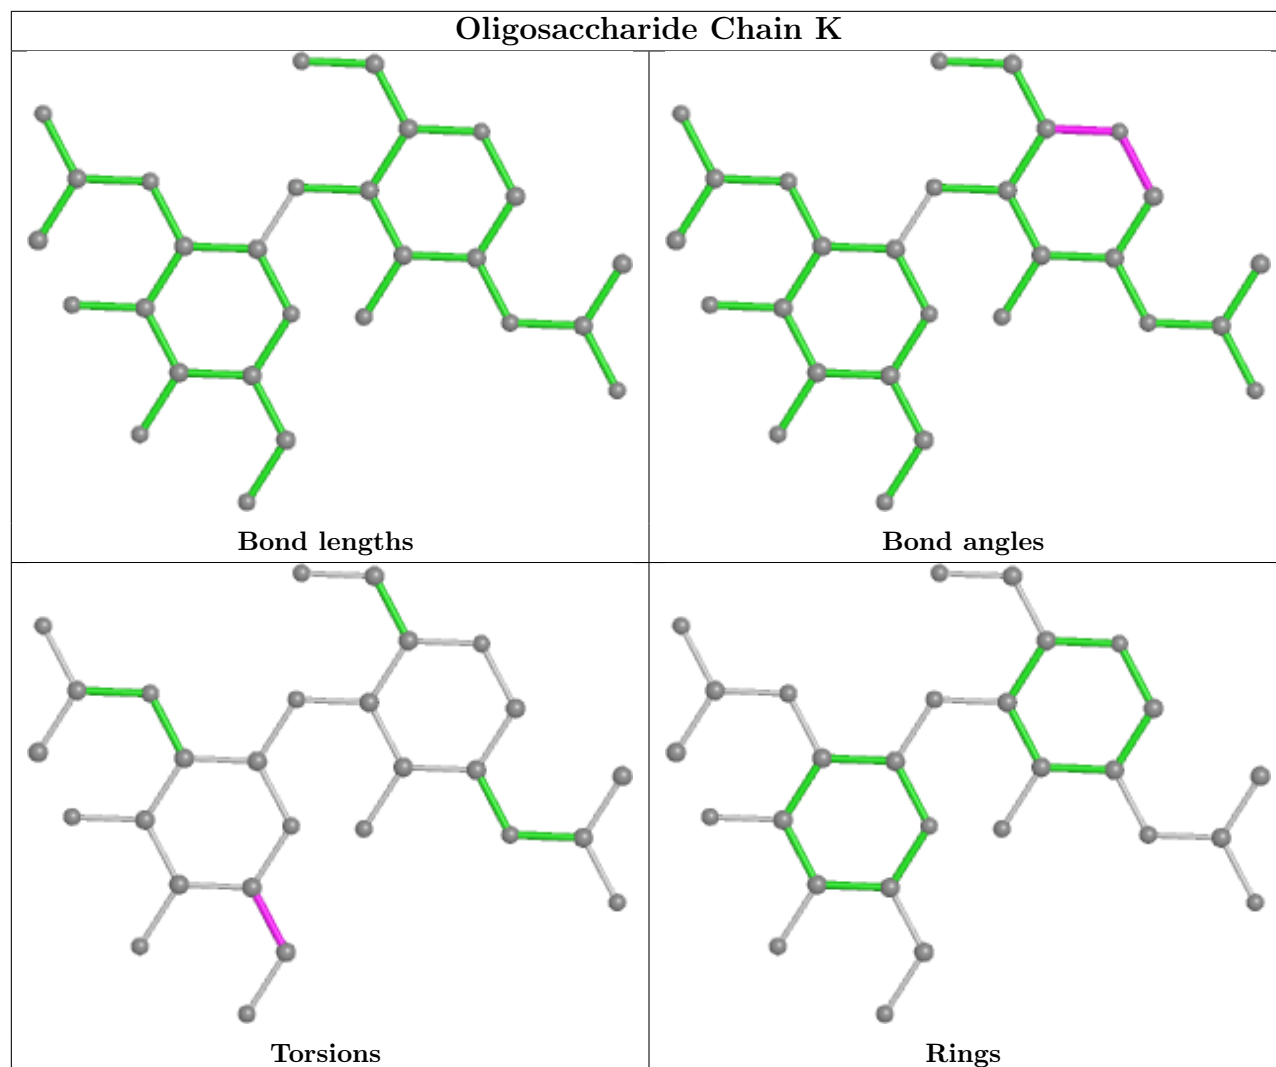 Oligosaccharide Chain K
Bond lengths
Bond angles
Torsions
Rings